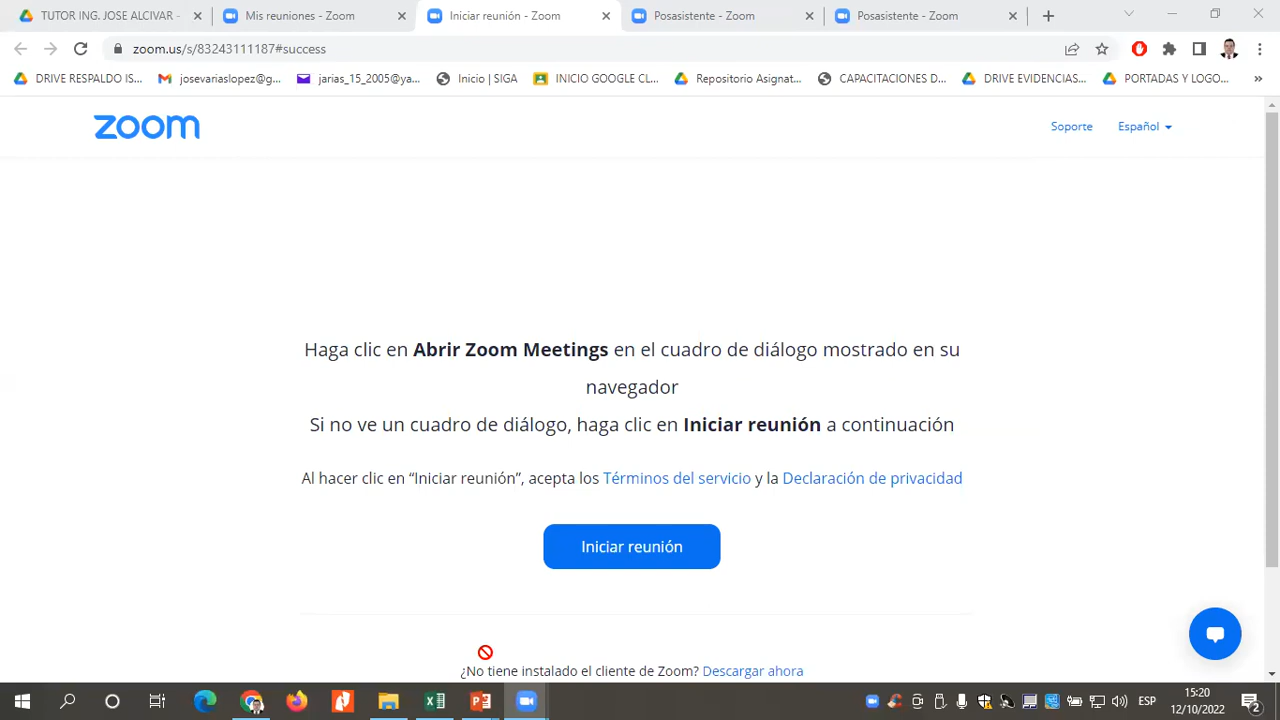 TUTOR ING. JOSE ALCIVAR -
Mis reuniones - Zoom
Iniciar reunión - Zoom
Posasistente - Zoom
Posasistente - Zoom
zoom.us/s/83243111187#success
DRIVE RESPALDO IS...
josevariaslopez@g...
jarias_15_2005@ya...
Inicio | SIGA
INICIO GOOGLE CL...
Repositorio Asignat...
CAPACITACIONES D...
DRIVE EVIDENCIAS...
PORTADAS Y LOGO...
»
zoom
Soporte
Español
Haga clic en Abrir Zoom Meetings en el cuadro de diálogo mostrado en su
navegador
Si no ve un cuadro de diálogo, haga clic en Iniciar reunión a continuación
Al hacer clic en “Iniciar reunión”, acepta los Términos del servicio y la Declaración de privacidad
Iniciar reunión
¿No tiene instalado el cliente de Zoom? Descargar ahora
ESP
15:20
12/10/2022
2